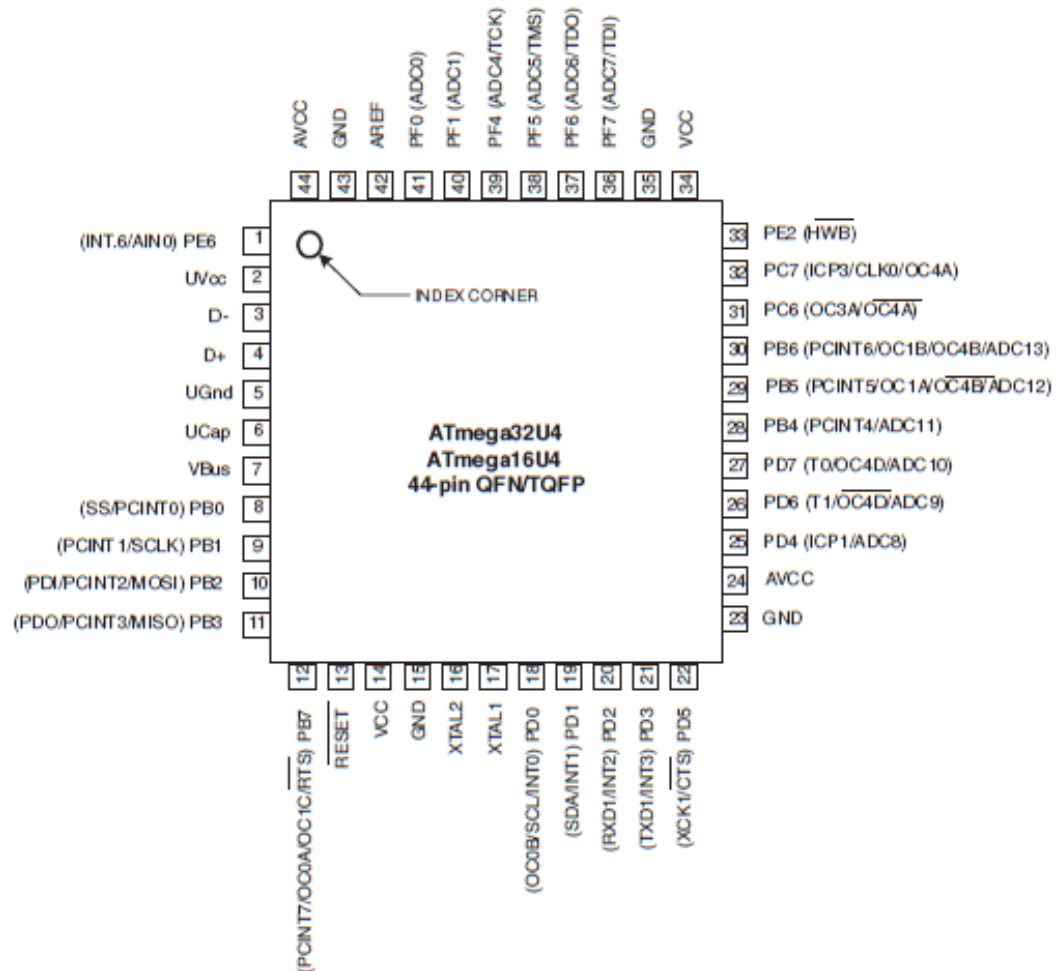 AVCC
GND
AREF
PF0 (ADC0)
PF1 (ADC1)
PF4 (ADC4/TCK)
PF5 (ADC5/TMS)
PF6 (ADC6/TDO)
PF7 (ADC7/TDI)
GND
VCC
44 43 42 41 40 39 38 37 36 35 34
(INT.6/AIN0) PE6 1
UVcc 2
D- 3
D+ 4
UGnd 5
UCap 6
VBus 7
(SS/PCINT0) PB0 8
(PCINT1/SCLK) PB1 9
(PDI/PCINT2/MOSI) PB2 10
(PDO/PCINT3/MISO) PB3 11
INDEX CORNER
ATmega32U4
ATmega16U4
44-pin QFN/TQFP
33 PE2 (HWB)
32 PC7 (ICP3/CLK0/OC4A)
31 PC6 (OC3A/OC4A)
30 PB6 (PCINT6/OC1B/OC4B/ADC13)
29 PB5 (PCINT5/OC1A/OC4B/ADC12)
28 PB4 (PCINT4/ADC11)
27 PD7 (T0/OC4D/ADC10)
26 PD6 (T1/OC4D/ADC9)
25 PD4 (ICP1/ADC8)
24 AVCC
23 GND
12 13 14 15 16 17 18 19 20 21 22
(PCINT7/OC0A/OC1C/RTS) PB7
RESET
VCC
GND
XTAL2
XTAL1
(OC0B/SCL/INT0) PD0
(SDA/INT1) PD1
(RXD1/INT2) PD2
(TXD1/INT3) PD3
(XCK1/CTS) PD5